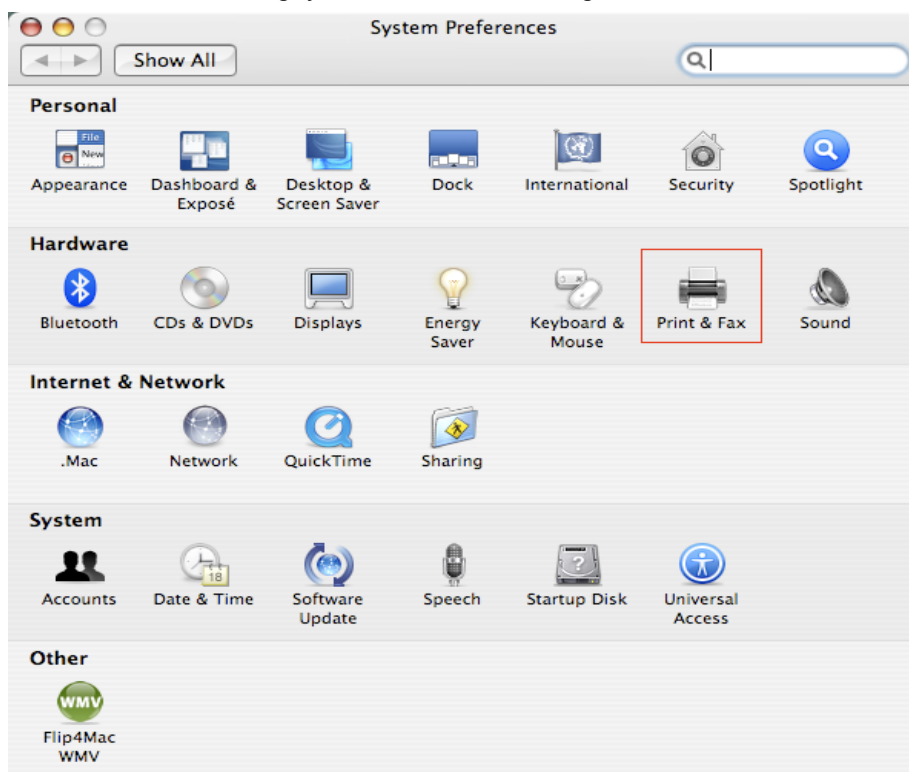 System Preferences
Show All
Personal
File
New
Appearance
Dashboard &
Exposé
Desktop &
Screen Saver
Dock
International
Security
Spotlight
Hardware
Bluetooth
CDs & DVDs
Displays
Energy
Saver
Keyboard &
Mouse
Print & Fax
Sound
Internet & Network
.Mac
Network
QuickTime
Sharing
System
Accounts
18
Date & Time
Software
Update
Speech
?
Startup Disk
Universal
Access
Other
WMV
Flip4Mac
WMV